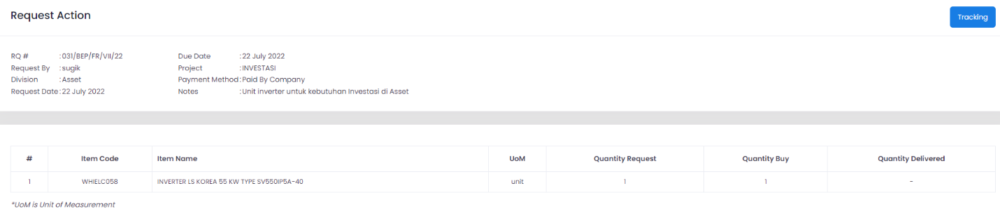 Request Action
Tracking
RQ # : 031/BEP/FR/VII/22 Due Date : 22 July 2022
Request By : sugik Project : INVESTASI
Division : Asset Payment Method : Paid By Company
Request Date : 22 July 2022 Notes : Unit inverter untuk kebutuhan Investasi di Asset
# Item Code Item Name UoM Quantity Request Quantity Buy Quantity Delivered
1 WHIELC058 INVERTER LS KOREA 55 KW TYPE SV550IP5A-40 unit 1 1 -
*UoM is Unit of Measurement